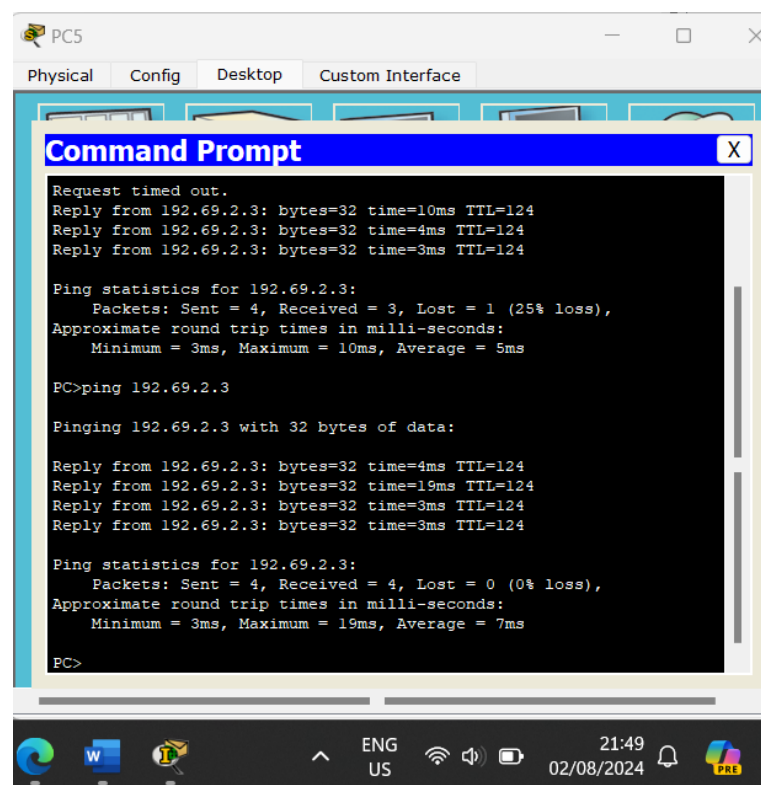 PC5
Physical Config Desktop Custom Interface
Command Prompt X
Request timed out.
Reply from 192.69.2.3: bytes=32 time=10ms TTL=124
Reply from 192.69.2.3: bytes=32 time=4ms TTL=124
Reply from 192.69.2.3: bytes=32 time=3ms TTL=124
Ping statistics for 192.69.2.3:
Packets: Sent = 4, Received = 3, Lost = 1 (25% loss),
Approximate round trip times in milli-seconds:
Minimum = 3ms, Maximum = 10ms, Average = 5ms
PC>ping 192.69.2.3
Pinging 192.69.2.3 with 32 bytes of data:
Reply from 192.69.2.3: bytes=32 time=4ms TTL=124
Reply from 192.69.2.3: bytes=32 time=19ms TTL=124
Reply from 192.69.2.3: bytes=32 time=3ms TTL=124
Reply from 192.69.2.3: bytes=32 time=3ms TTL=124
Ping statistics for 192.69.2.3:
Packets: Sent = 4, Received = 4, Lost = 0 (0% loss),
Approximate round trip times in milli-seconds:
Minimum = 3ms, Maximum = 19ms, Average = 7ms
PC>
W
ENG 21:49
US 02/08/2024
PRE